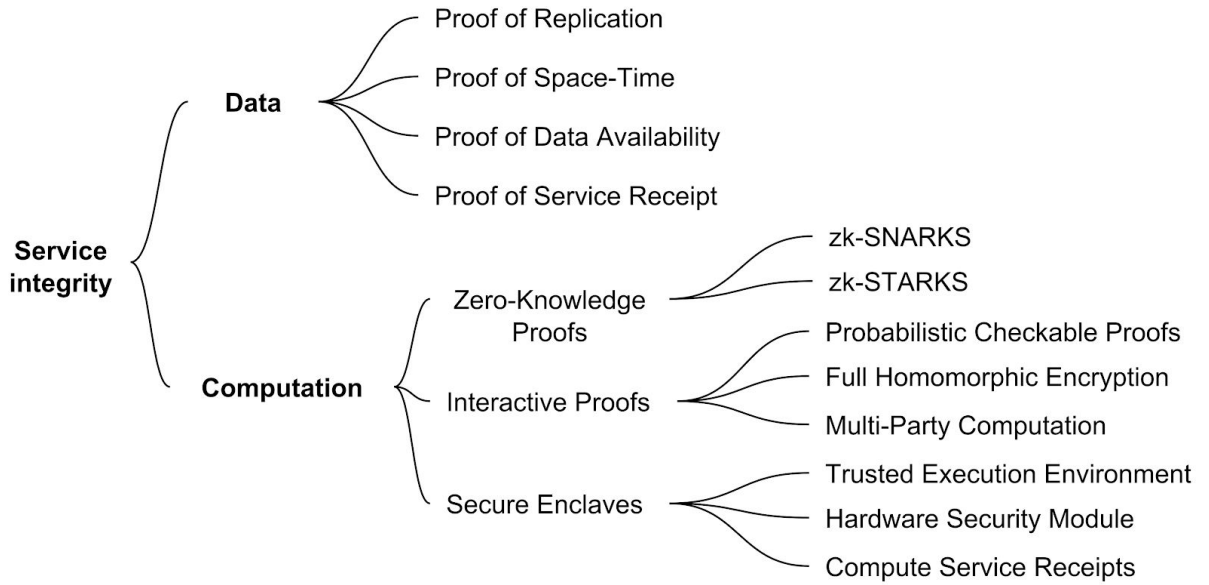 Proof of Replication
Proof of Space-Time
Data
Proof of Data Availability
Proof of Service Receipt
Service
integrity
zk-SNARKS
zk-STARKS
Zero-Knowledge
Proofs
Probabilistic Checkable Proofs
Full Homomorphic Encryption
Computation
Interactive Proofs
Multi-Party Computation
Trusted Execution Environment
Secure Enclaves
Hardware Security Module
Compute Service Receipts